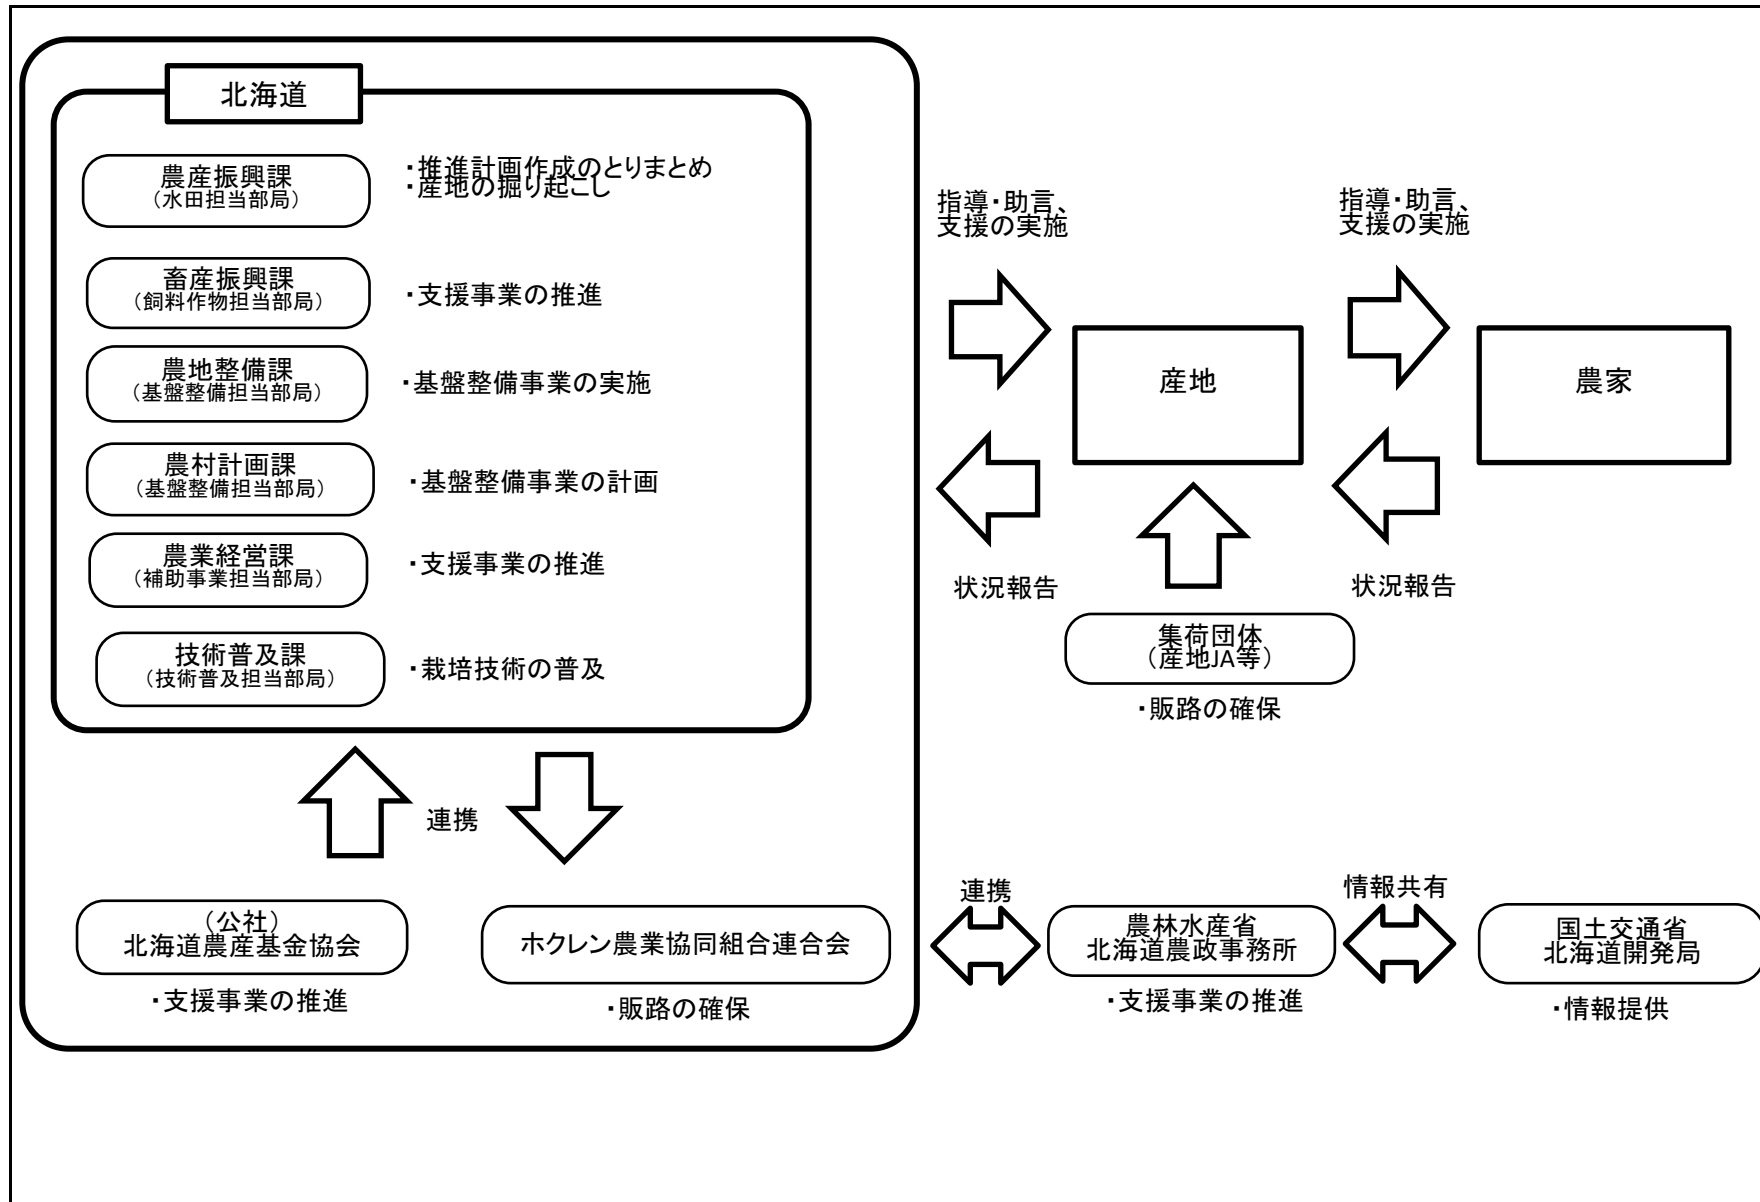 北海道
農産振興課
（水田担当部局）
・推進計画作成のとりまとめ
・産地の掘り起こし
畜産振興課
（飼料作物担当部局）
・支援事業の推進
農地整備課
（基盤整備担当部局）
・基盤整備事業の実施
農村計画課
（基盤整備担当部局）
・基盤整備事業の計画
農業経営課
（補助事業担当部局）
・支援事業の推進
技術普及課
（技術普及担当部局）
・栽培技術の普及
連携
（公社）
北海道農産基金協会
・支援事業の推進
ホクレン農業協同組合連合会
・販路の確保
指導・助言、
支援の実施
産地
状況報告
指導・助言、
支援の実施
農家
状況報告
集荷団体
（産地JA等）
・販路の確保
連携
農林水産省
北海道農政事務所
・支援事業の推進
情報共有
国土交通省
北海道開発局
・情報提供